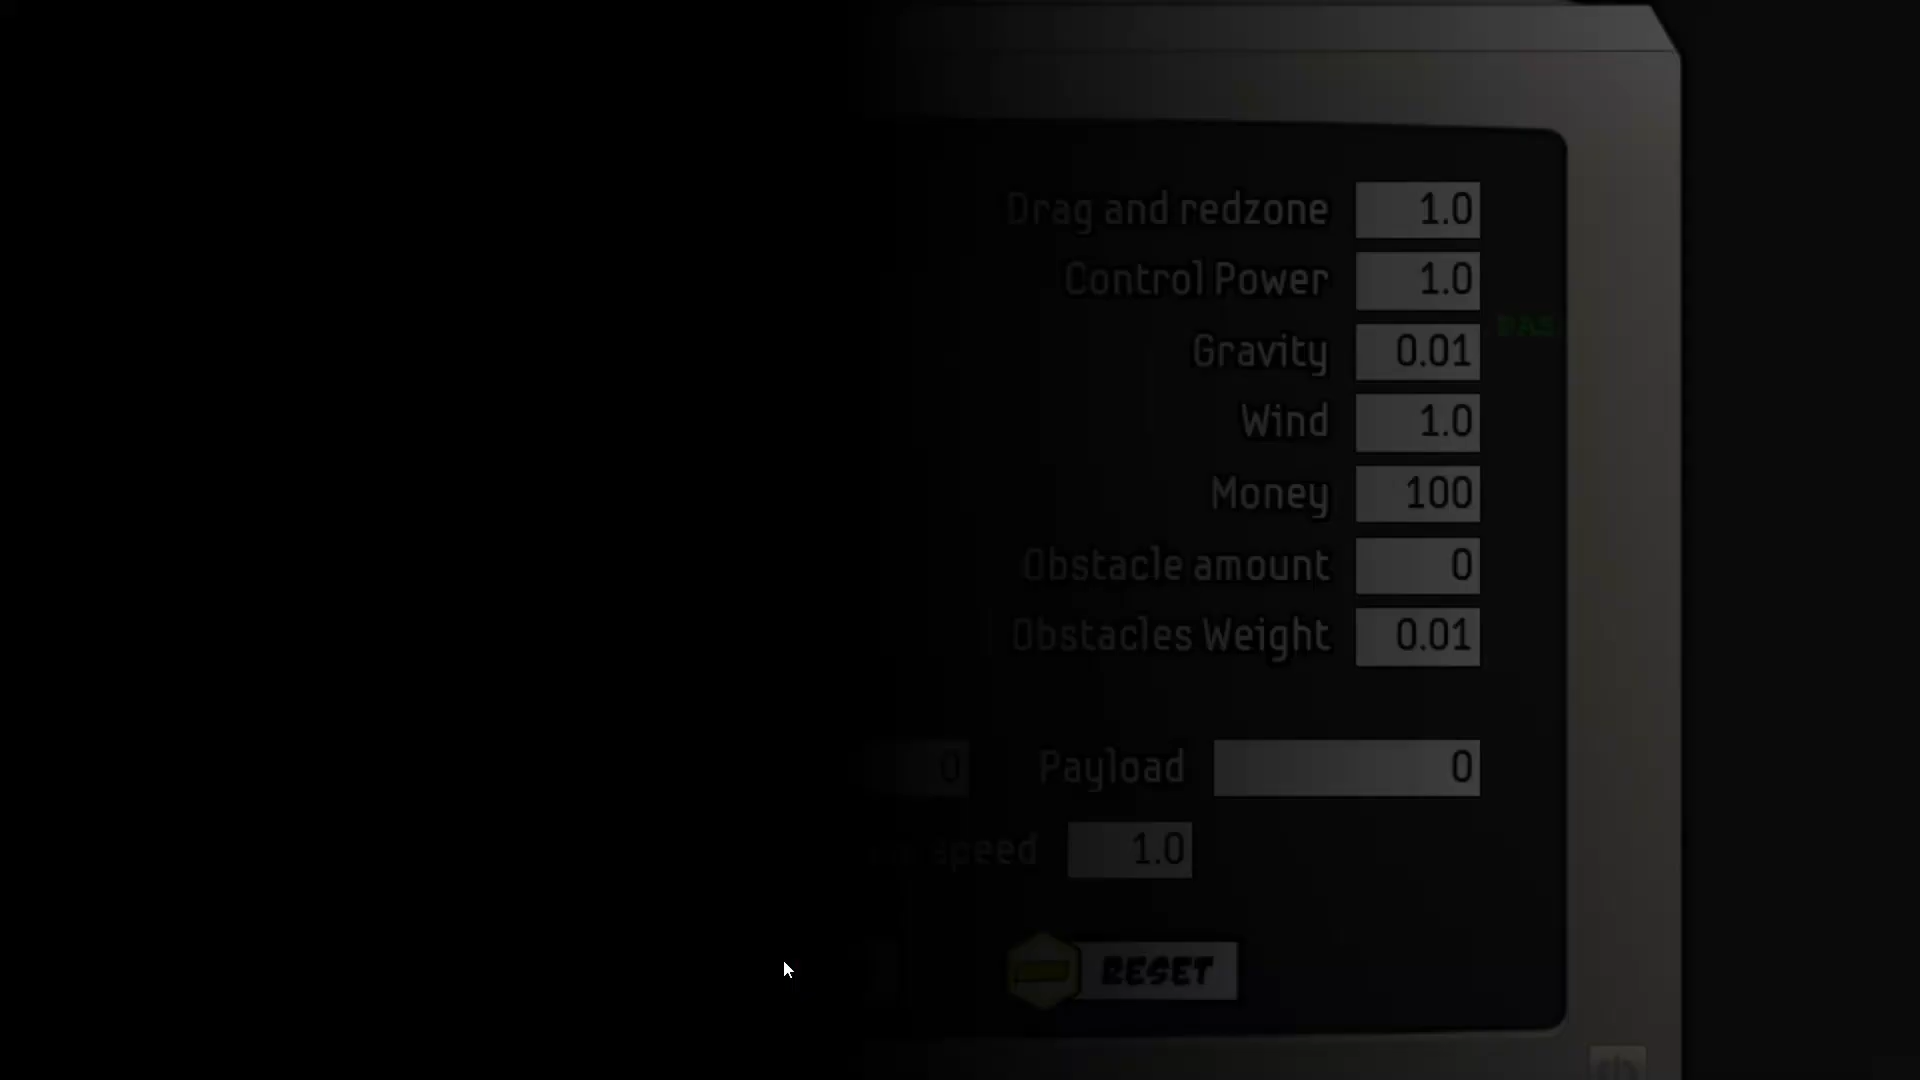 Drag and redzone 1.0
Control Power 1.0
Gravity 0.01
Wind 1.0
Money 100
Obstacle amount 0
Obstacles Weight 0.01
0 Payload 0
speed 1.0
RESET